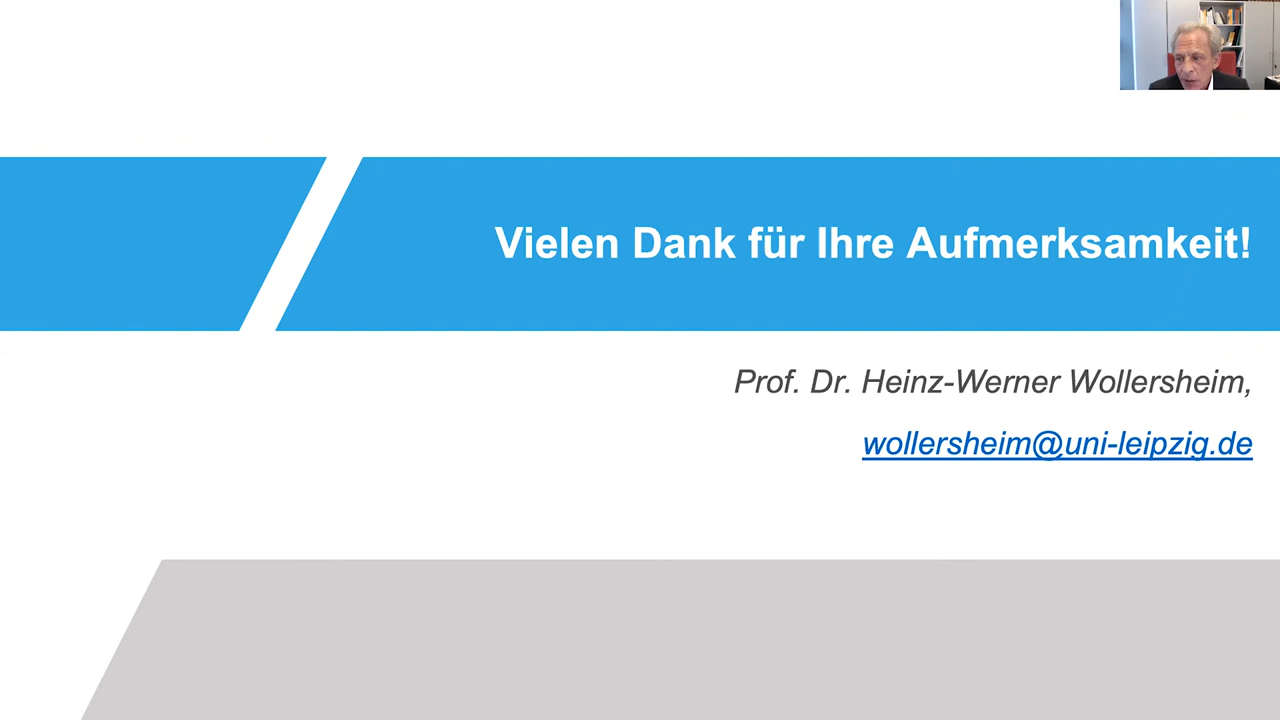 Vielen Dank für Ihre Aufmerksamkeit!
Prof. Dr. Heinz-Werner Wollersheim,
wollersheim@uni-leipzig.de